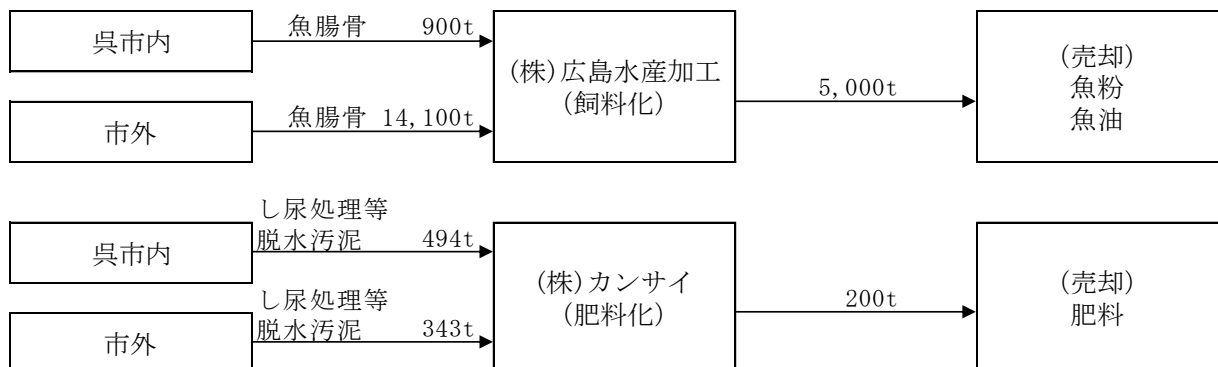 呉市内
魚腸骨 900t
市外
魚腸骨 14,100t
(株)広島水産加工
(飼料化)
5,000t
(売却)
魚粉
魚油
呉市内
し尿処理等
脱水汚泥 494t
市外
し尿処理等
脱水汚泥 343t
(株)カンサイ
(肥料化)
200t
(売却)
肥料